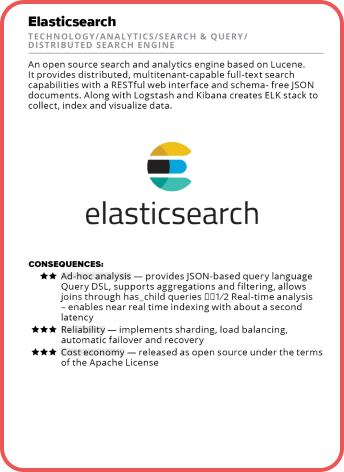 Elasticsearch
TECHNOLOGY/ANALYTICS/SEARCH & QUERY/
DISTRIBUTED SEARCH ENGINE
An open source search and analytics engine based on Lucene.
It provides distributed, multitenant-capable full-text search
capabilities with a RESTful web interface and schema- free JSON
documents. Along with Logstash and Kibana creates ELK stack to
collect, index and visualize data.
elasticsearch
CONSEQUENCES:
★★ Ad-hoc analysis — provides JSON-based query language
Query DSL, supports aggregations and filtering, allows
joins through has_child queries ▯▯1/2 Real-time analysis
– enables near real time indexing with about a second
latency
★★★ Reliability — implements sharding, load balancing,
automatic failover and recovery
★★★ Cost economy — released as open source under the terms
of the Apache License